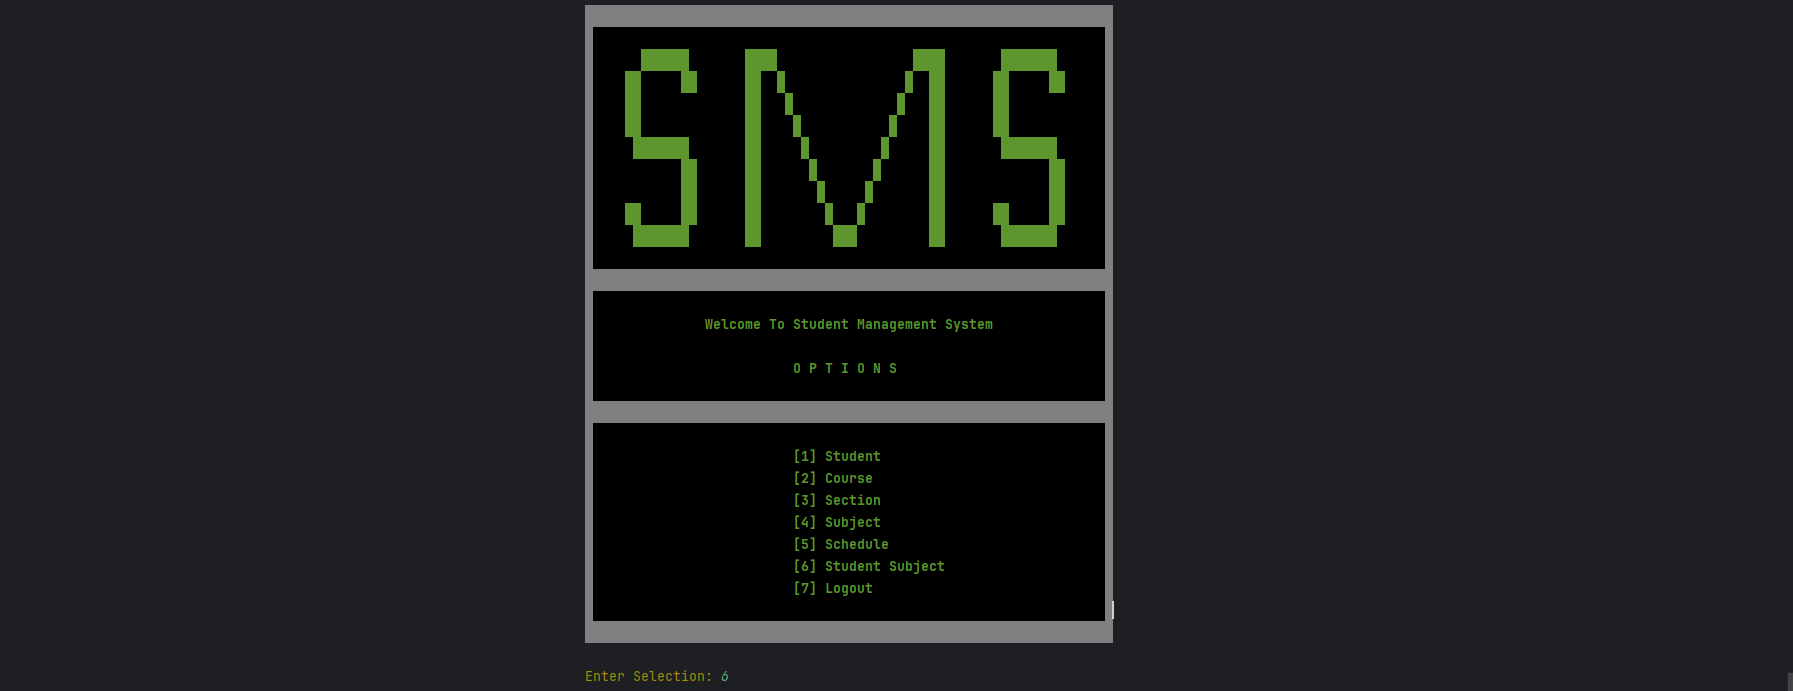 SMS
Welcome To Student Management System
O P T I O N S
[1] Student
[2] Course
[3] Section
[4] Subject
[5] Schedule
[6] Student Subject
[7] Logout
Enter Selection: 6